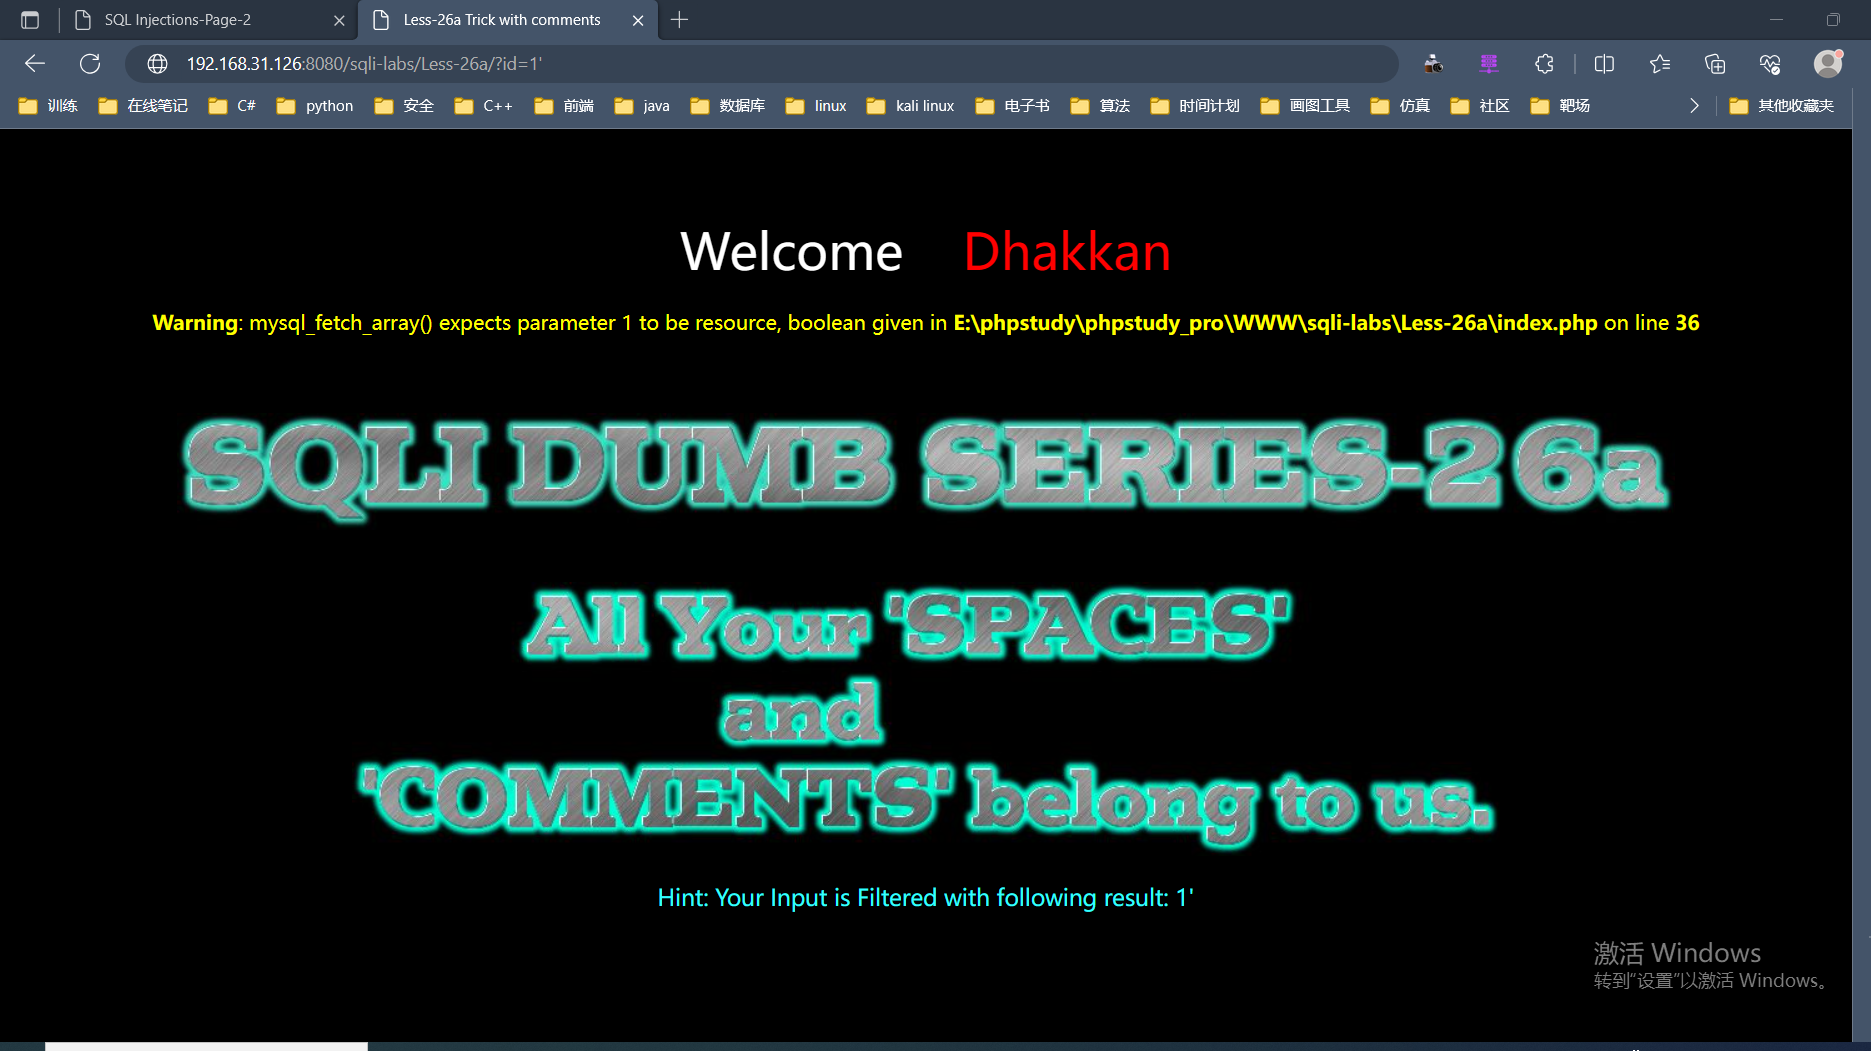 SQL Injections-Page-2
Less-26a Trick with comments
192.168.31.126:8080/sqli-labs/Less-26a/?id=1'
训练 在线笔记 C# python 安全 C++ 前端 java 数据库 linux kali linux 电子书 算法 时间计划 画图工具 仿真 社区 靶场 其他收藏夹
Welcome Dhakkan
Warning: mysql_fetch_array() expects parameter 1 to be resource, boolean given in E:\phpstudy\phpstudy_pro\WWW\sqli-labs\Less-26a\index.php on line 36
SQLI DUMB SERIES-26a
All Your 'SPACES'
and
'COMMENTS' belong to us.
Hint: Your Input is Filtered with following result: 1'
激活 Windows
转到“设置”以激活 Windows。